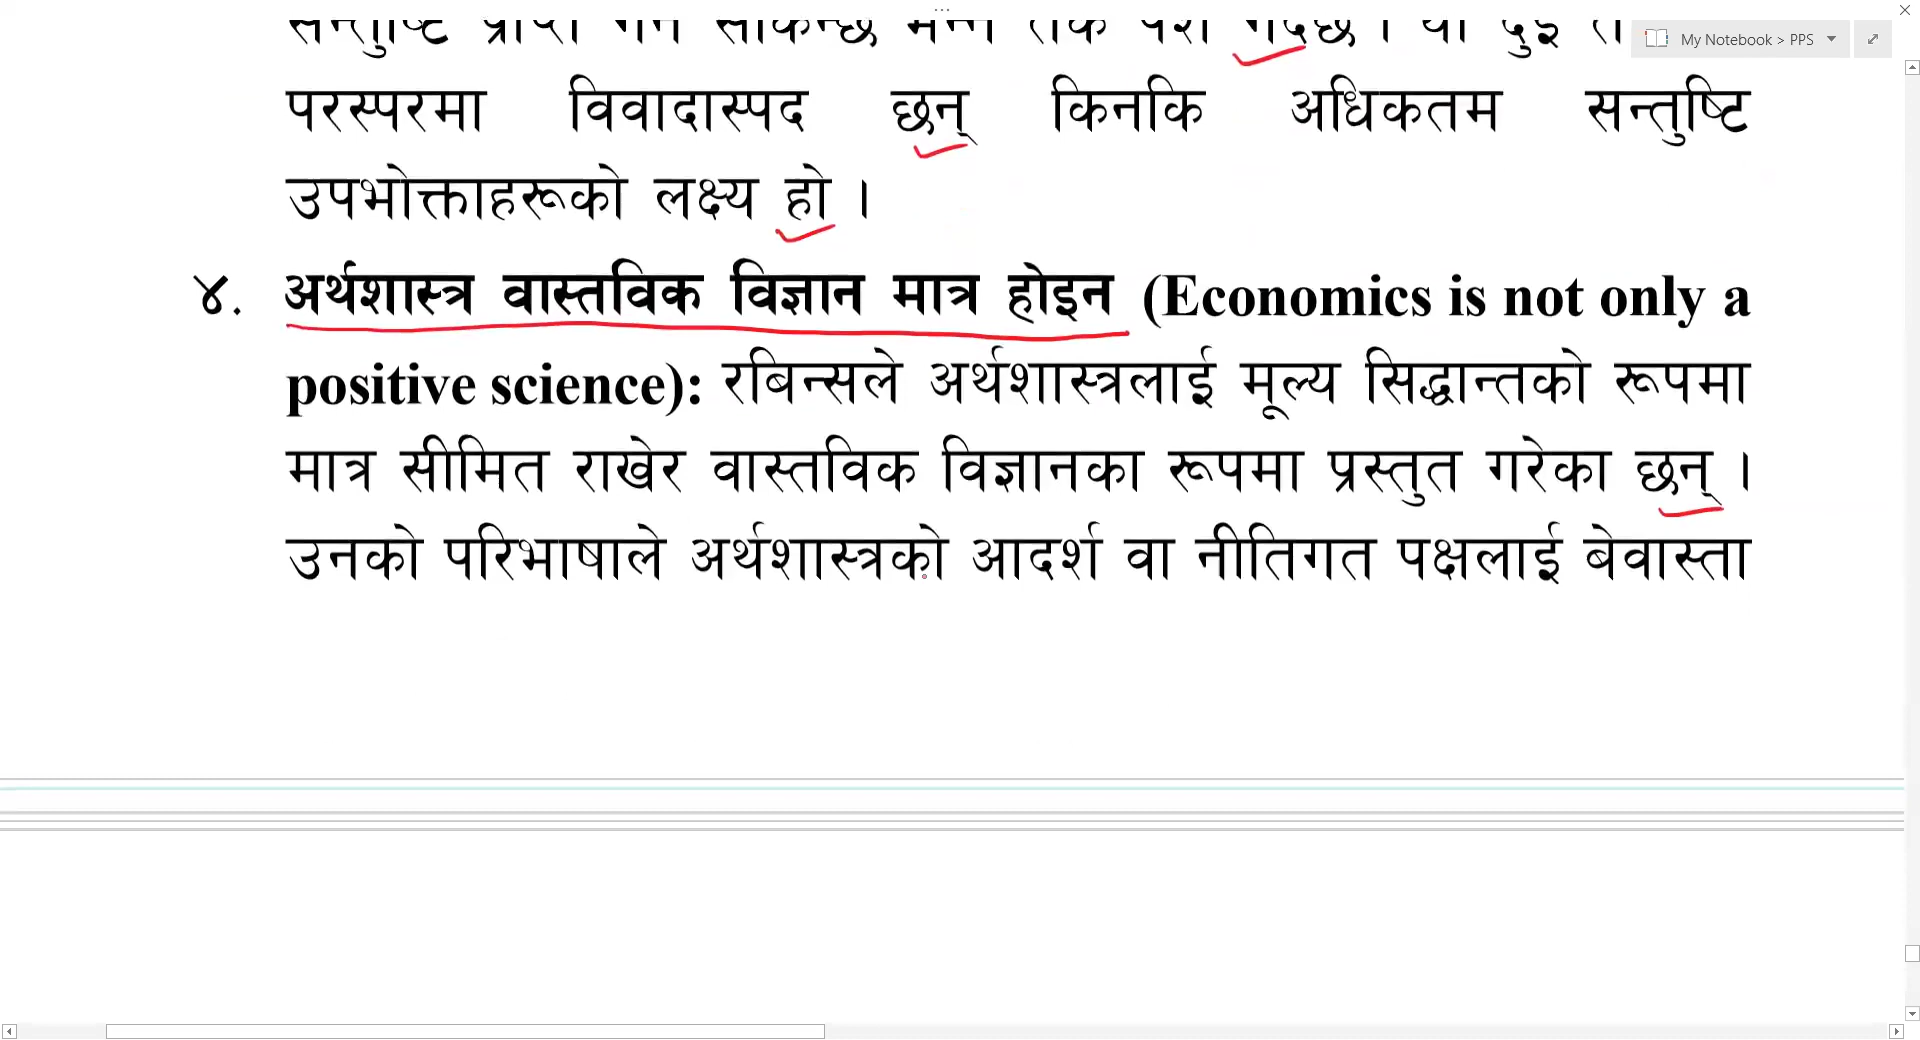 My Notebook > PPS
परस्परमा विवादास्पद छन् किनकि अधिकतम सन्तुष्टि
उपभोक्ताहरूको लक्ष्य हो ।
४. अर्थशास्त्र वास्तविक विज्ञान मात्र होइन (Economics is not only a
positive science): रबिन्सले अर्थशास्त्रलाई मूल्य सिद्धान्तको रूपमा
मात्र सीमित राखेर वास्तविक विज्ञानका रूपमा प्रस्तुत गरेका छन् ।
उनको परिभाषाले अर्थशास्त्रको आदर्श वा नीतिगत पक्षलाई बेवास्ता